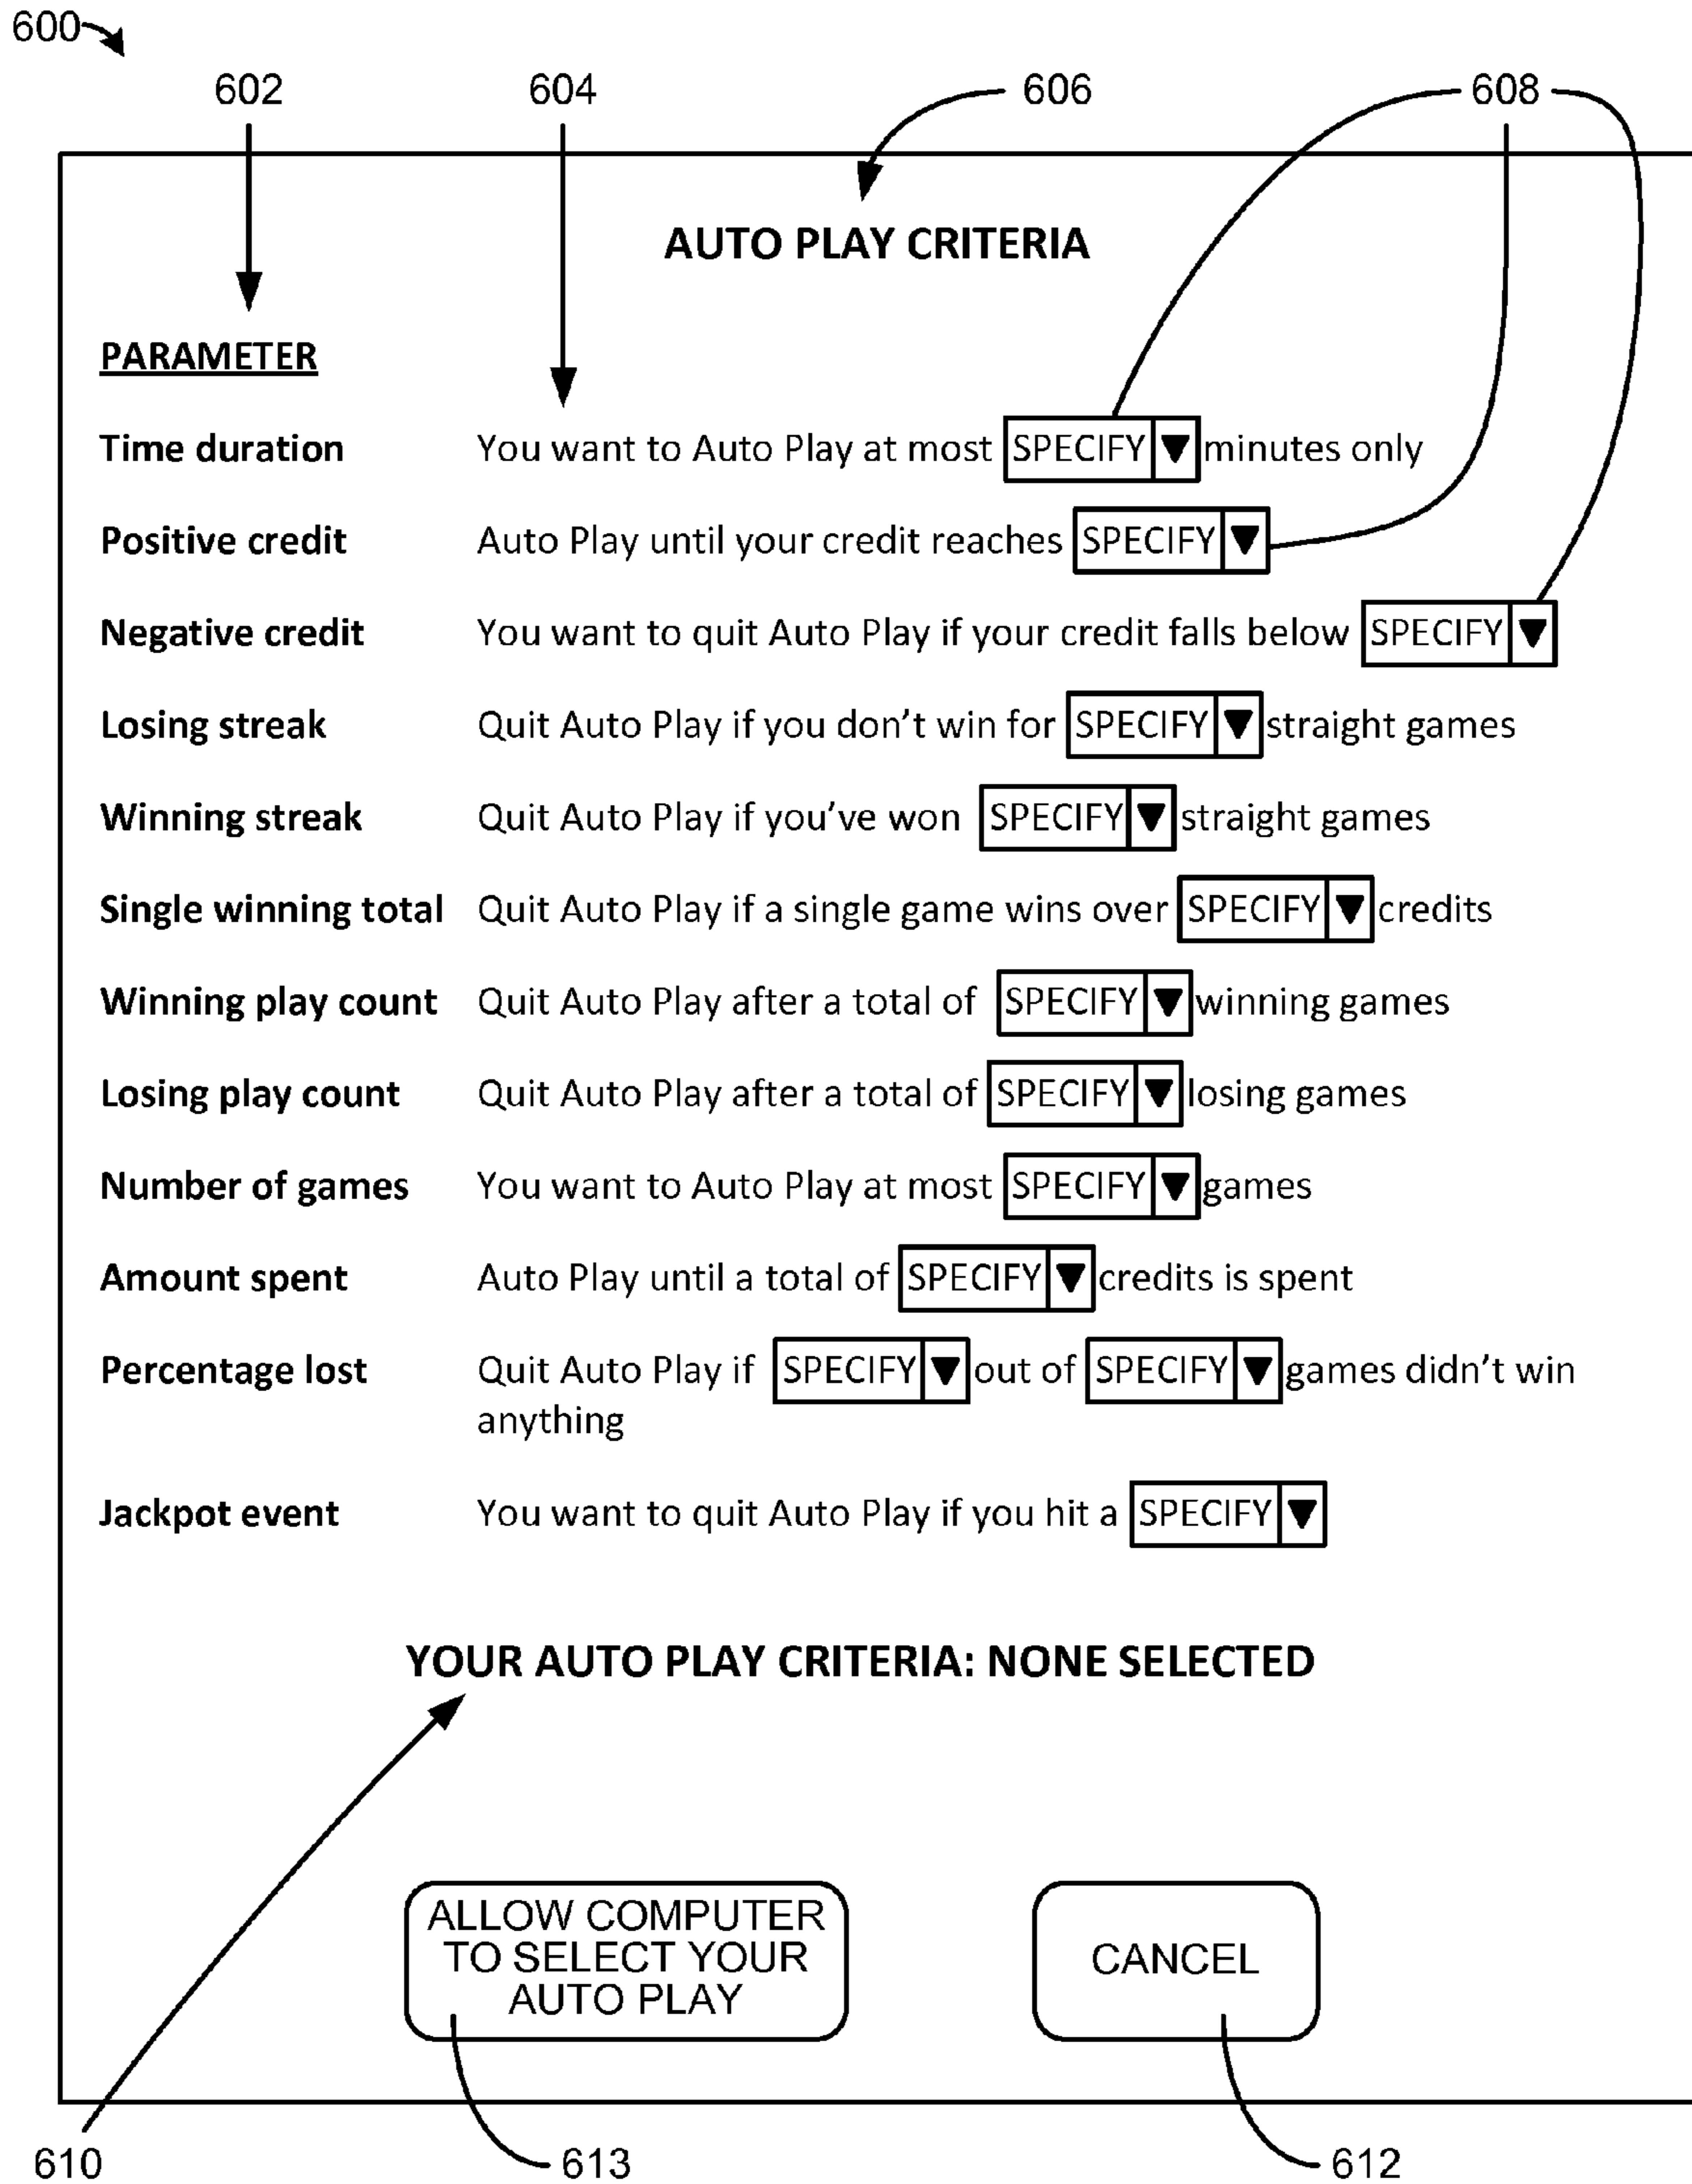 600
602 604 606 608
AUTO PLAY CRITERIA
PARAMETER
Time duration You want to Auto Play at most SPECIFY minutes only
Positive credit Auto Play until your credit reaches SPECIFY
Negative credit You want to quit Auto Play if your credit falls below SPECIFY
Losing streak Quit Auto Play if you don't win for SPECIFY straight games
Winning streak Quit Auto Play if you've won SPECIFY straight games
Single winning total Quit Auto Play if a single game wins over SPECIFY credits
Winning play count Quit Auto Play after a total of SPECIFY winning games
Losing play count Quit Auto Play after a total of SPECIFY losing games
Number of games You want to Auto Play at most SPECIFY games
Amount spent Auto Play until a total of SPECIFY credits is spent
Percentage lost Quit Auto Play if SPECIFY out of SPECIFY games didn't win
anything
Jackpot event You want to quit Auto Play if you hit a SPECIFY
YOUR AUTO PLAY CRITERIA: NONE SELECTED
ALLOW COMPUTER
TO SELECT YOUR
AUTO PLAY
CANCEL
610 613 612